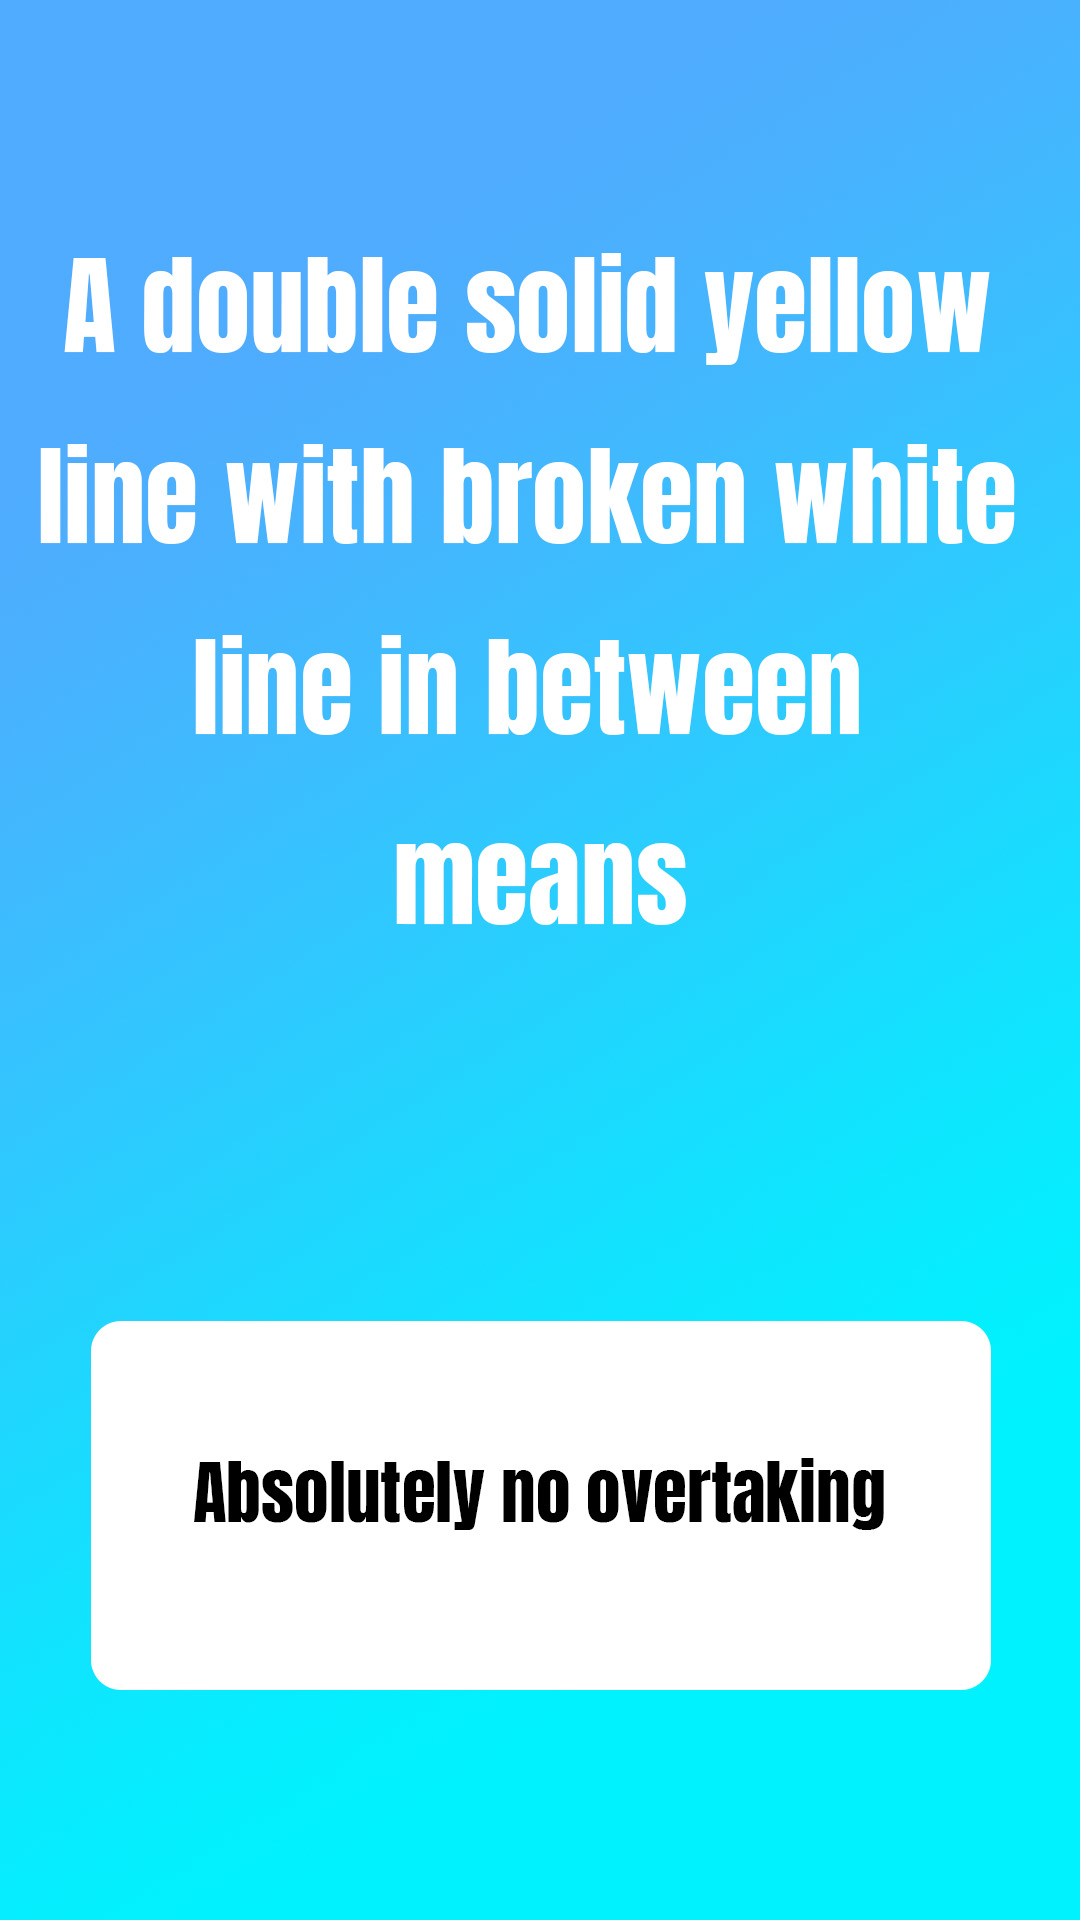 A double solid yellow
line with broken white
line in between
means
Absolutely no overtaking